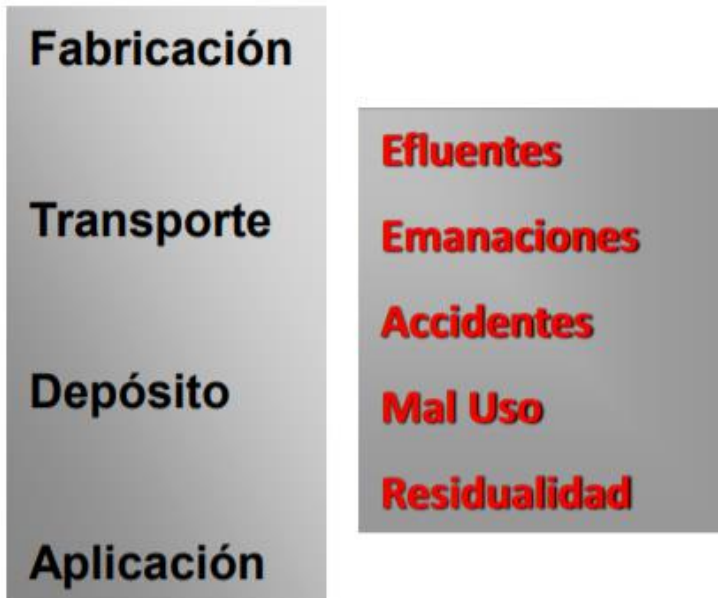 Fabricación
Transporte
Depósito
Aplicación
Efluentes
Emanaciones
Accidentes
Mal Uso
Residualidad